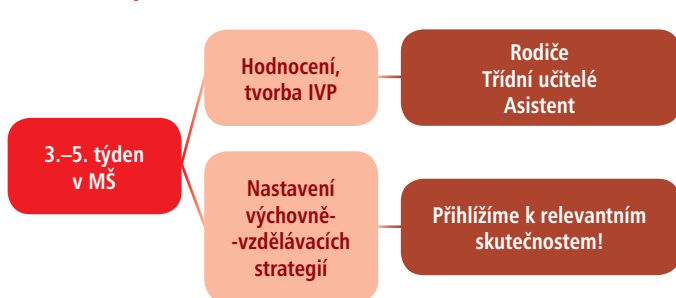 3.–5. týden
v MŠ
Hodnocení,
tvorba IVP
Rodiče
Třídní učitelé
Asistent
Nastavení
výchovně-
-vzdělávacích
strategií
Přihlížíme k relevantním
skutečnostem!